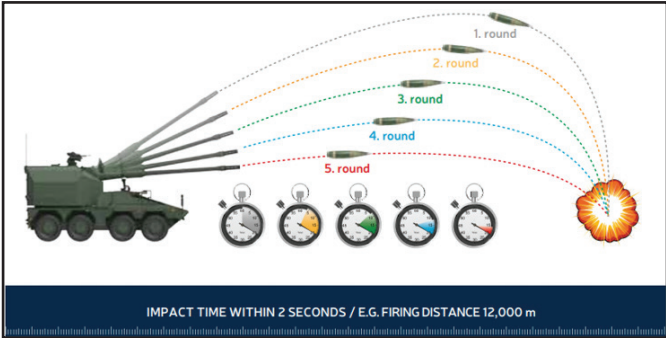 1. round
2. round
3. round
4. round
5. round
IMPACT TIME WITHIN 2 SECONDS / E.G. FIRING DISTANCE 12,000 m